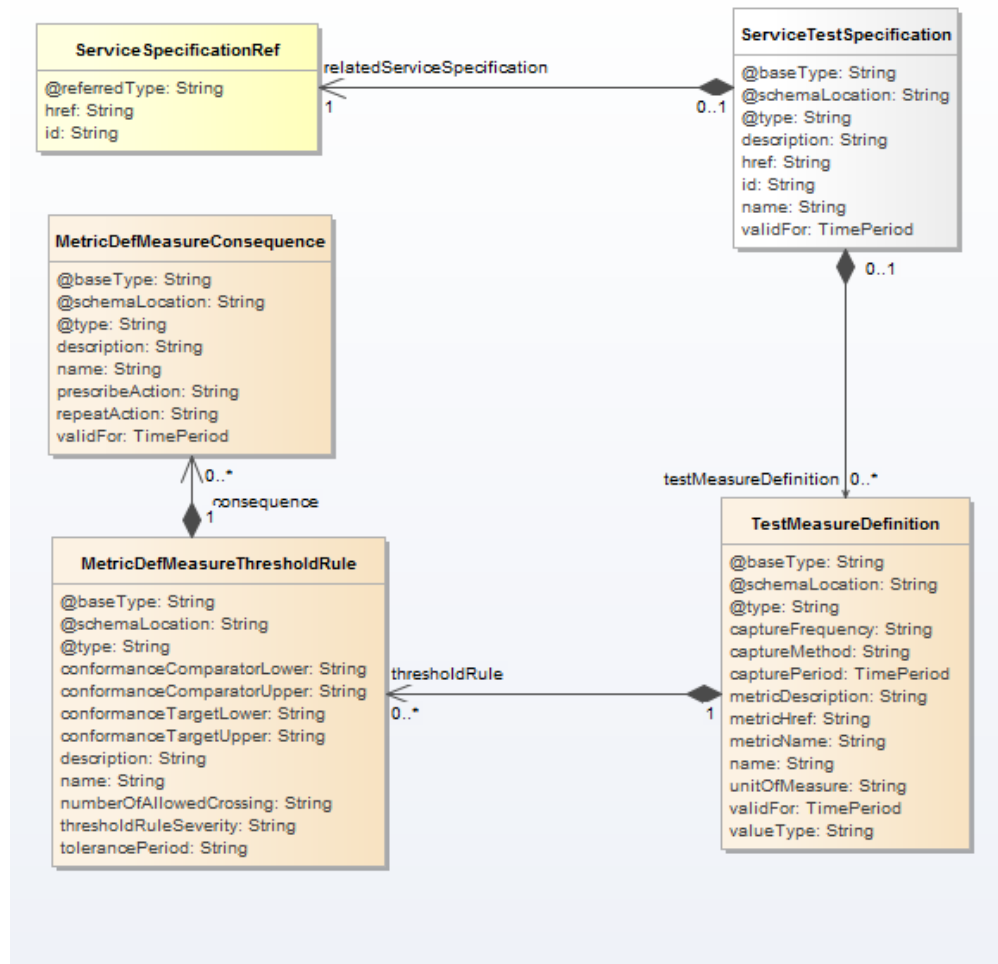 ServiceSpecificationRef
@referredType: String
href: String
id: String
relatedServiceSpecification
1
0..1
ServiceTestSpecification
@baseType: String
@schemaLocation: String
@type: String
description: String
href: String
id: String
name: String
validFor: TimePeriod
0..1
MetricDefMeasureConsequence
@baseType: String
@schemaLocation: String
@type: String
description: String
name: String
prescribeAction: String
repeatAction: String
validFor: TimePeriod
0..*
consequence
1
testMeasureDefinition 0..*
MetricDefMeasureThresholdRule
@baseType: String
@schemaLocation: String
@type: String
conformanceComparatorLower: String
conformanceComparatorUpper: String
conformanceTargetLower: String
conformanceTargetUpper: String
description: String
name: String
numberOfAllowedCrossing: String
thresholdRuleSeverity: String
tolerancePeriod: String
thresholdRule
0..*
1
TestMeasureDefinition
@baseType: String
@schemaLocation: String
@type: String
captureFrequency: String
captureMethod: String
capturePeriod: TimePeriod
metricDescription: String
metricHref: String
metricName: String
name: String
unitOfMeasure: String
validFor: TimePeriod
valueType: String